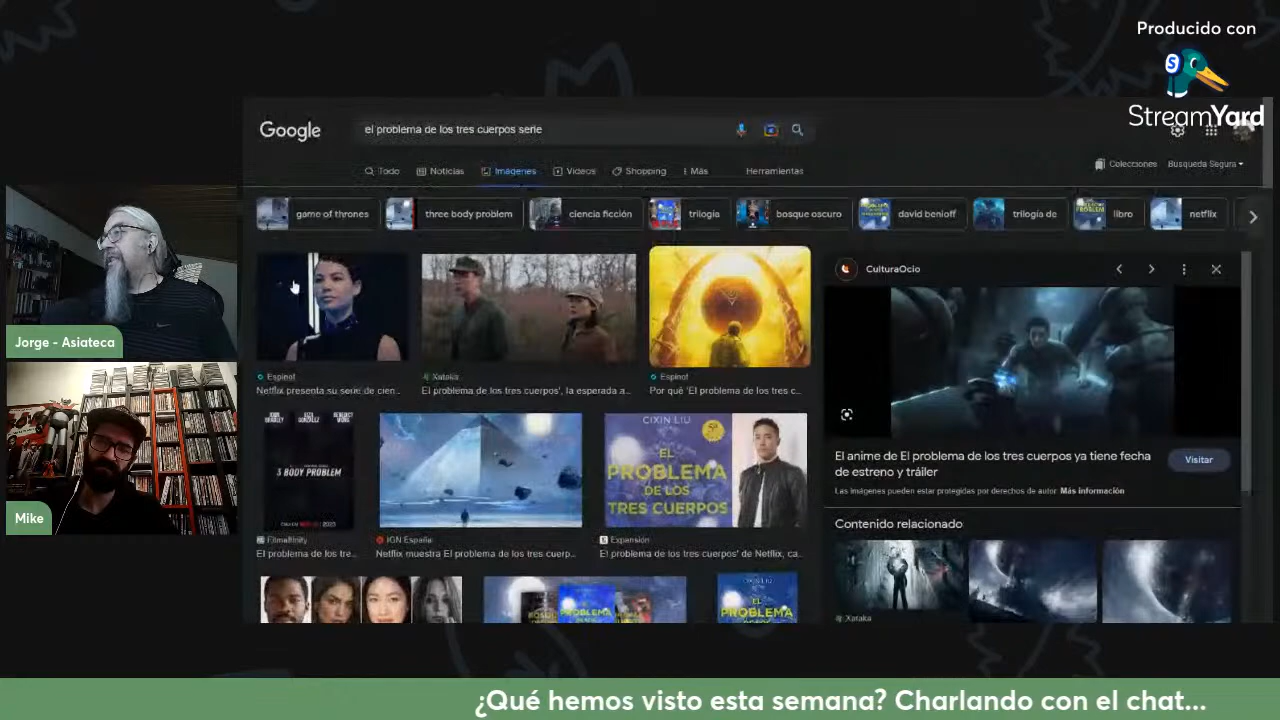 Producido con
StreamYard
Google
el problema de los tres cuerpos serie
Todo
Noticias
Imágenes
Vídeos
Shopping
Más
Herramientas
Colecciones
Búsqueda Segura
game of thrones
three body problem
ciencia ficción
trilogía
bosque oscuro
david benioff
trilogía de
libro
netflix
Espinof
Netflix presenta su serie de cien...
Xataka
El problema de los tres cuerpos', la esperada a...
Espinof
Por qué 'El problema de los tres c...
CulturaOcio
El anime de El problema de los tres cuerpos ya tiene fecha
de estreno y tráiler
Visitar
Las imágenes pueden estar protegidas por derechos de autor Más información
Contenido relacionado
Xataka
3 BODY PROBLEM
Filmaffinity
El problema de los tre...
IGN España
Netflix muestra El problema de los tres cuerp...
CIXIN LIU
EL
PROBLEMA
DE LOS
TRES CUERPOS
Expansión
'El problema de los tres cuerpos' de Netflix, ca...
EL
PROBLEMA
CIXIN LIU
EL
PROBLEMA
Jorge - Asiateca
Mike
¿Qué hemos visto esta semana? Charlando con el chat...